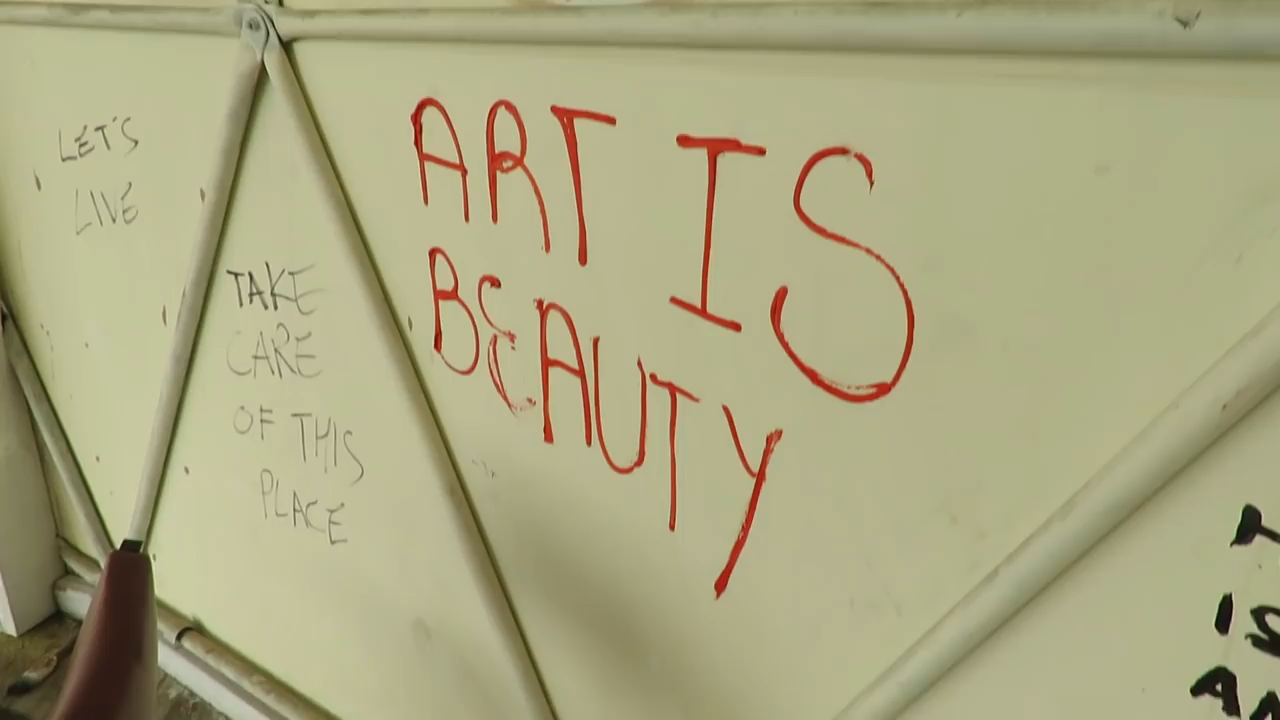 LET'S
LIVE
TAKE
CARE
OF THIS
PLACE
ART IS
BEAUTY